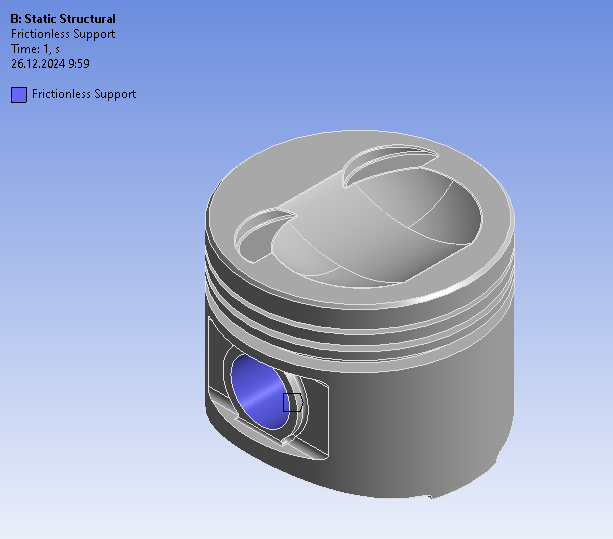 B: Static Structural
Frictionless Support
Time: 1, s
26.12.2024 9:59
Frictionless Support